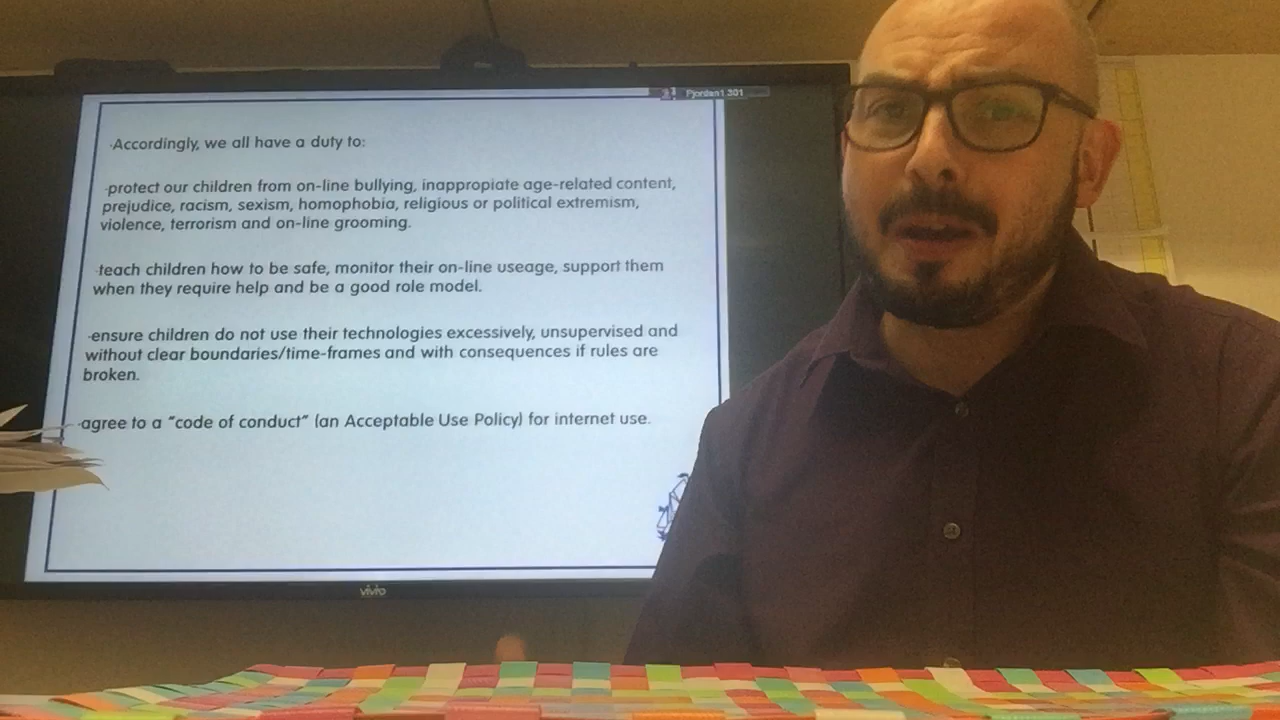 Pjordan1.301
·Accordingly, we all have a duty to:
·protect our children from on-line bullying, inappropiate age-related content,
prejudice, racism, sexism, homophobia, religious or political extremism,
violence, terrorism and on-line grooming.
·teach children how to be safe, monitor their on-line useage, support them
when they require help and be a good role model.
·ensure children do not use their technologies excessively, unsupervised and
without clear boundaries/time-frames and with consequences if rules are
broken.
·agree to a “code of conduct” (an Acceptable Use Policy) for internet use.
vivio